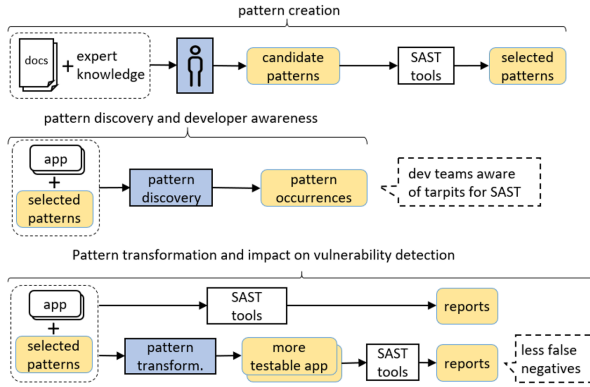 pattern creation
docs
+
expert
knowledge
candidate
patterns
SAST
tools
selected
patterns
pattern discovery and developer awareness
app
+
selected
patterns
pattern
discovery
pattern
occurrences
dev teams aware
of tarpits for SAST
Pattern transformation and impact on vulnerability detection
app
+
selected
patterns
SAST
tools
reports
pattern
transform.
more
testable app
SAST
tools
reports
less false
negatives